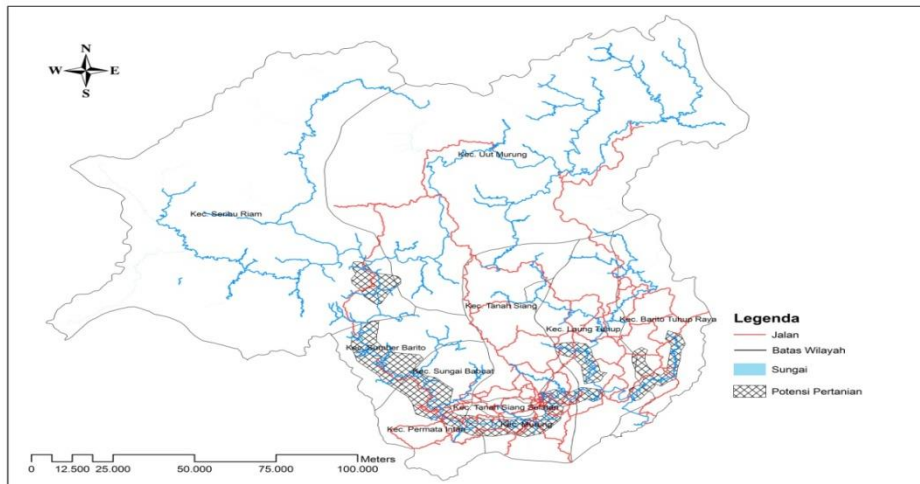 N
W E
S
Kec. Uut Murung
Kec. Seribu Riam
Kec. Tanah Siang
Kec. Barito Tuhup Raya
Kec. Laung Tuhup
Kec. Sumber Barito
Kec. Sungai Babuat
Kec. Tanah Siang Selatan
Kec. Murung
Kec. Permata Intan
Legenda
Jalan
Batas Wilayah
Sungai
Potensi Pertanian
Meters
0 12.500 25.000 50.000 75.000 100.000